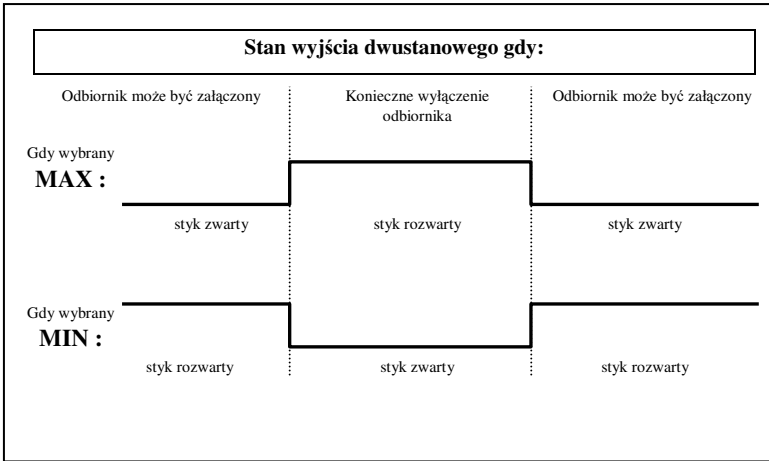 Stan wyjścia dwustanowego gdy:
Odbiornik może być załączony
Konieczne wyłączenie
odbiornika
Odbiornik może być załączony
Gdy wybrany
MAX :
styk zwarty
styk rozwarty
styk zwarty
Gdy wybrany
MIN :
styk rozwarty
styk zwarty
styk rozwarty